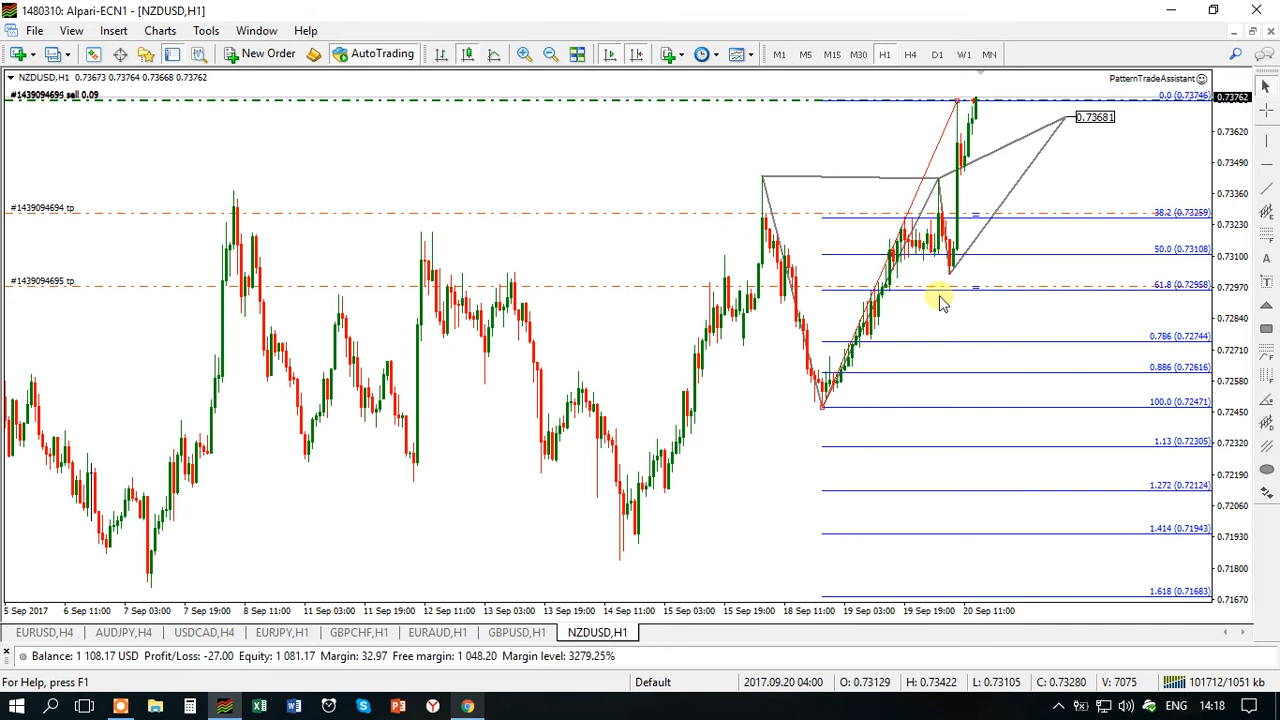 1480310: Alpari-ECN1 - [NZDUSD,H1]
File View Insert Charts Tools Window Help
New Order AutoTrading M1 M5 M15 M30 H1 H4 D1 W1 MN
NZDUSD,H1 0.73673 0.73764 0.73668 0.73762
PatternTradeAssistant
#1439094695 sell 0.09
0.0 (0.73746)
0.73762
0.73681
0.73362
0.73490
0.73360
#1439094694 tp
38.2 (0.73259)
0.73230
50.0 (0.73108)
0.73100
#1439094695 tp
61.8 (0.72958)
0.72970
0.72840
0.786 (0.72744)
0.72710
0.886 (0.72616)
0.72580
100.0 (0.72471)
0.72450
1.13 (0.72305)
0.72320
0.72190
1.272 (0.72124)
0.72060
1.414 (0.71943)
0.71930
0.71800
1.618 (0.71683)
0.71670
5 Sep 2017 6 Sep 11:00 7 Sep 03:00 7 Sep 19:00 8 Sep 11:00 11 Sep 03:00 11 Sep 19:00 12 Sep 11:00 13 Sep 03:00 13 Sep 19:00 14 Sep 11:00 15 Sep 03:00 15 Sep 19:00 18 Sep 11:00 19 Sep 03:00 19 Sep 19:00 20 Sep 11:00
EURUSD,H4 AUDJPY,H4 USDCAD,H4 EURJPY,H1 GBPCHF,H1 EURAUD,H1 GBPUSD,H1 NZDUSD,H1
Balance: 1 108.17 USD Profit/Loss: -27.00 Equity: 1 081.17 Margin: 32.97 Free margin: 1 048.20 Margin level: 3279.25%
For Help, press F1 Default 2017.09.20 04:00 O: 0.73129 H: 0.73422 L: 0.73105 C: 0.73280 V: 7075 101712/1051 kb
ENG 14:18